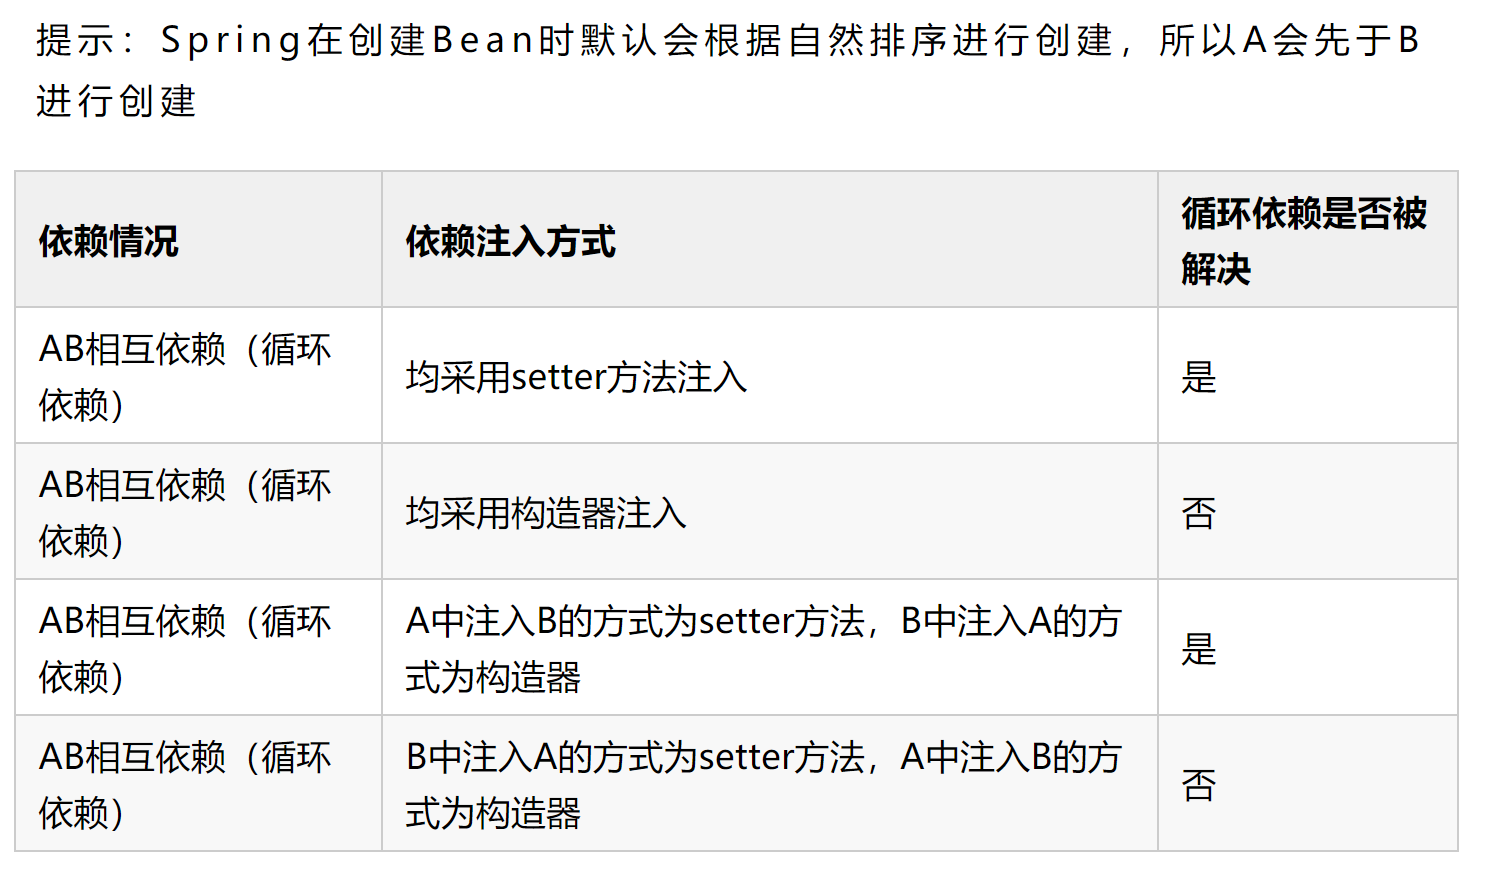 提示：Spring在创建Bean时默认会根据自然排序进行创建，所以A会先于B
进行创建
依赖情况
依赖注入方式
循环依赖是否被
解决
AB相互依赖（循环
依赖）
均采用setter方法注入
是
AB相互依赖（循环
依赖）
均采用构造器注入
否
AB相互依赖（循环
依赖）
A中注入B的方式为setter方法，B中注入A的方
式为构造器
是
AB相互依赖（循环
依赖）
B中注入A的方式为setter方法，A中注入B的方
式为构造器
否